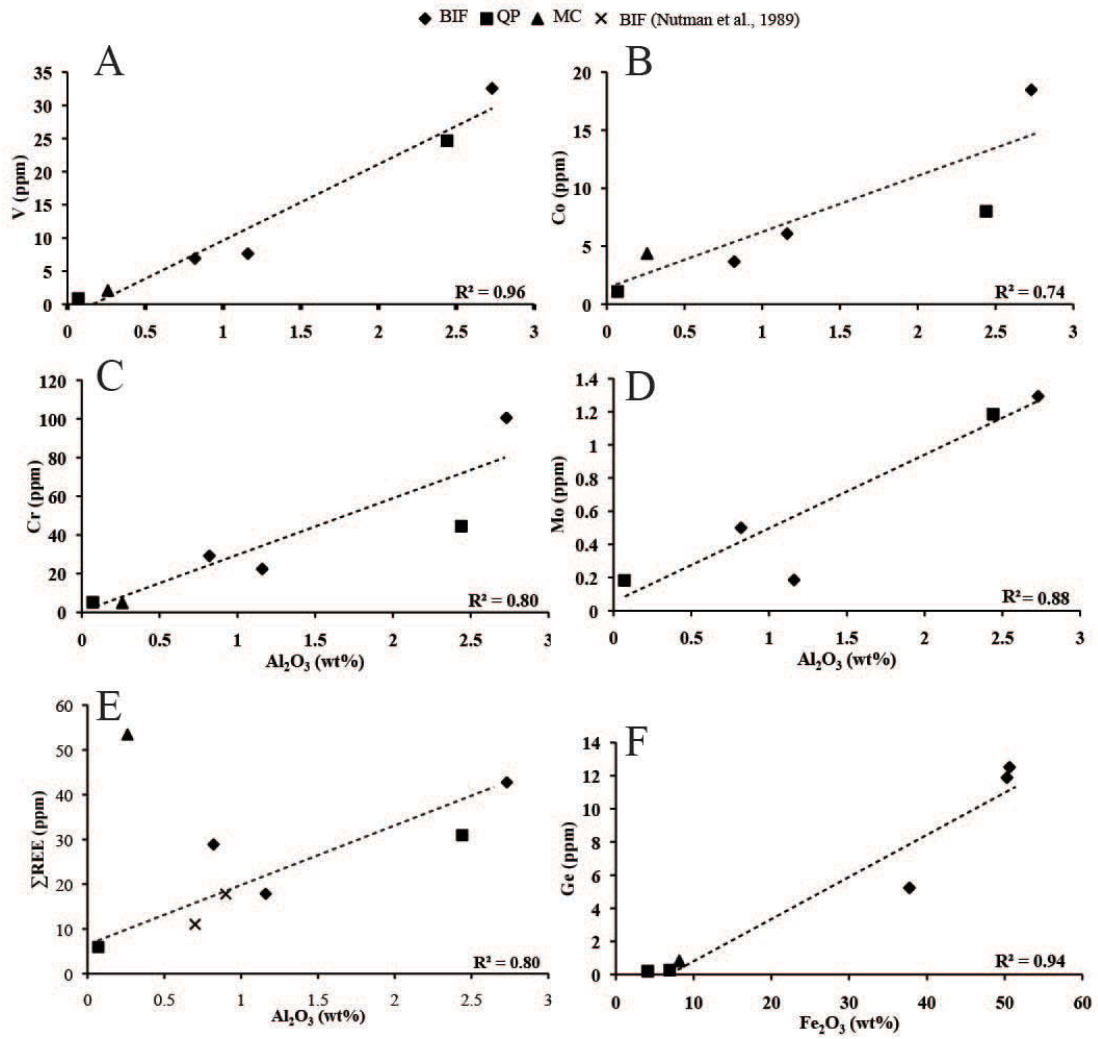 BIF QP MC BIF (Nutman et al., 1989)
A
35
30
25
20
15
10
5
0
V (ppm)
0 0.5 1 1.5 2 2.5 3
R² = 0.96
B
20
15
10
5
0
Co (ppm)
0 0.5 1 1.5 2 2.5 3
R² = 0.74
C
120
100
80
60
40
20
0
Cr (ppm)
0 0.5 1 1.5 2 2.5 3
Al₂O₃ (wt%)
R² = 0.80
D
1.4
1.2
1
0.8
0.6
0.4
0.2
0
Mo (ppm)
0 0.5 1 1.5 2 2.5 3
Al₂O₃ (wt%)
R² = 0.88
E
60
50
40
30
20
10
0
∑REE (ppm)
0 0.5 1 1.5 2 2.5 3
Al₂O₃ (wt%)
R² = 0.80
F
14
12
10
8
6
4
2
0
Ge (ppm)
0 10 20 30 40 50 60
Fe₂O₃ (wt%)
R² = 0.94